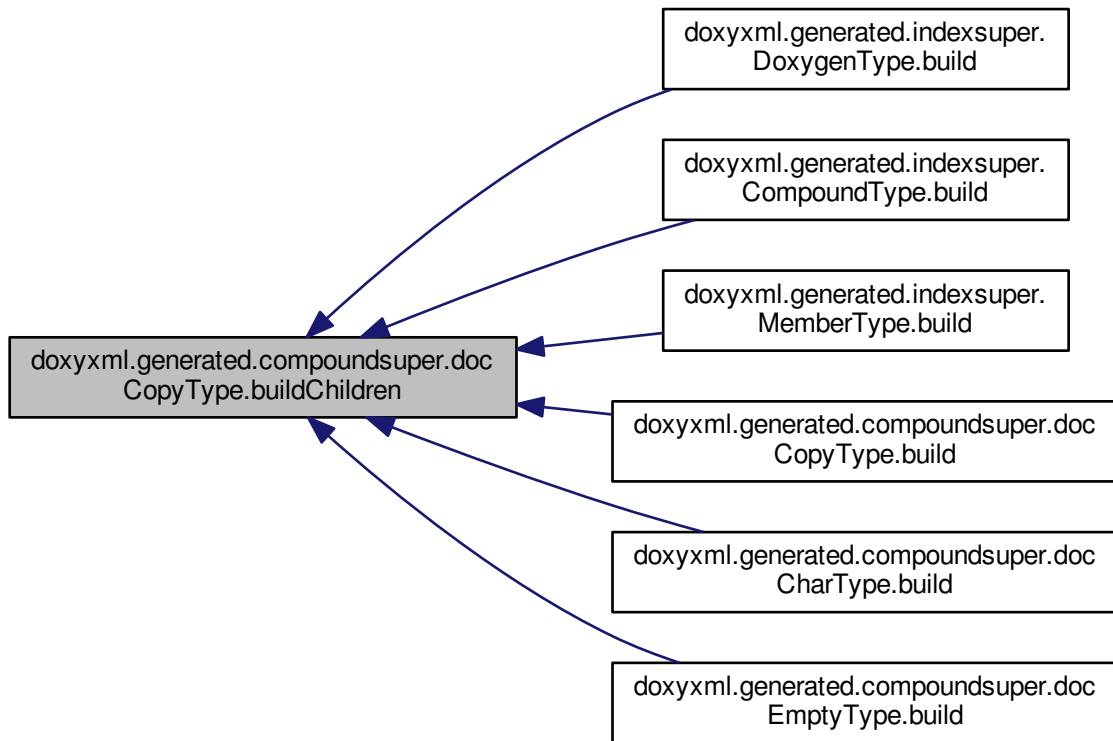 doxyxml.generated.indexsuper.
DoxygenType.build
doxyxml.generated.indexsuper.
CompoundType.build
doxyxml.generated.indexsuper.
MemberType.build
doxyxml.generated.compoundsuper.doc
CopyType.buildChildren
doxyxml.generated.compoundsuper.doc
CopyType.build
doxyxml.generated.compoundsuper.doc
CharType.build
doxyxml.generated.compoundsuper.doc
EmptyType.build